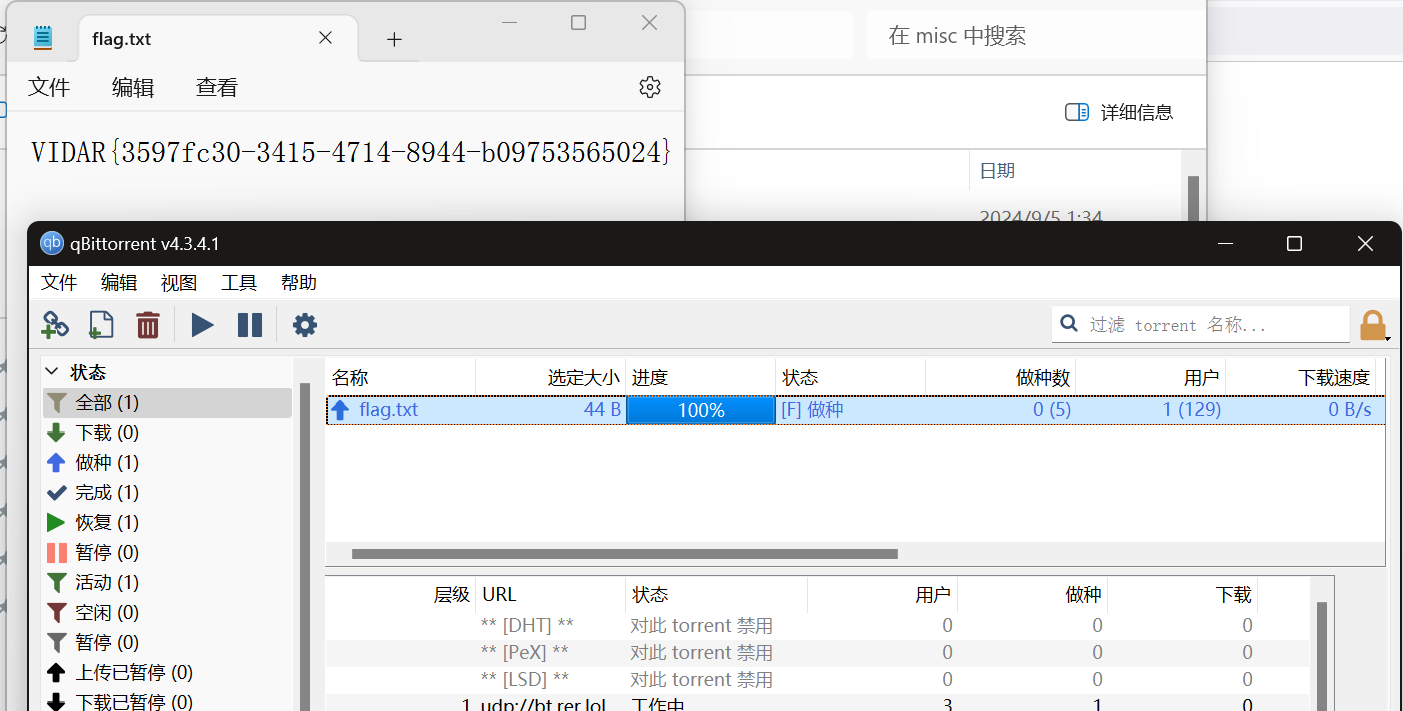 flag.txt
在 misc 中搜索
文件 编辑 查看
详细信息
VIDAR{3597fc30-3415-4714-8944-b09753565024}
日期
2024/9/5 1:34
qb qBittorrent v4.3.4.1
文件 编辑 视图 工具 帮助
过滤 torrent 名称...
状态
全部 (1)
下载 (0)
做种 (1)
完成 (1)
恢复 (1)
暂停 (0)
活动 (1)
空闲 (0)
暂停 (0)
上传已暂停 (0)
下载已暂停 (0)
名称 选定大小 进度 状态 做种数 用户 下载速度
flag.txt 44 B 100% [F] 做种 0 (5) 1 (129) 0 B/s
层级 URL 状态 用户 做种 下载
** [DHT] ** 对此 torrent 禁用 0 0 0
** [PeX] ** 对此 torrent 禁用 0 0 0
** [LSD] ** 对此 torrent 禁用 0 0 0
1 udp://bt.rer.lol 工作中 3 1 0